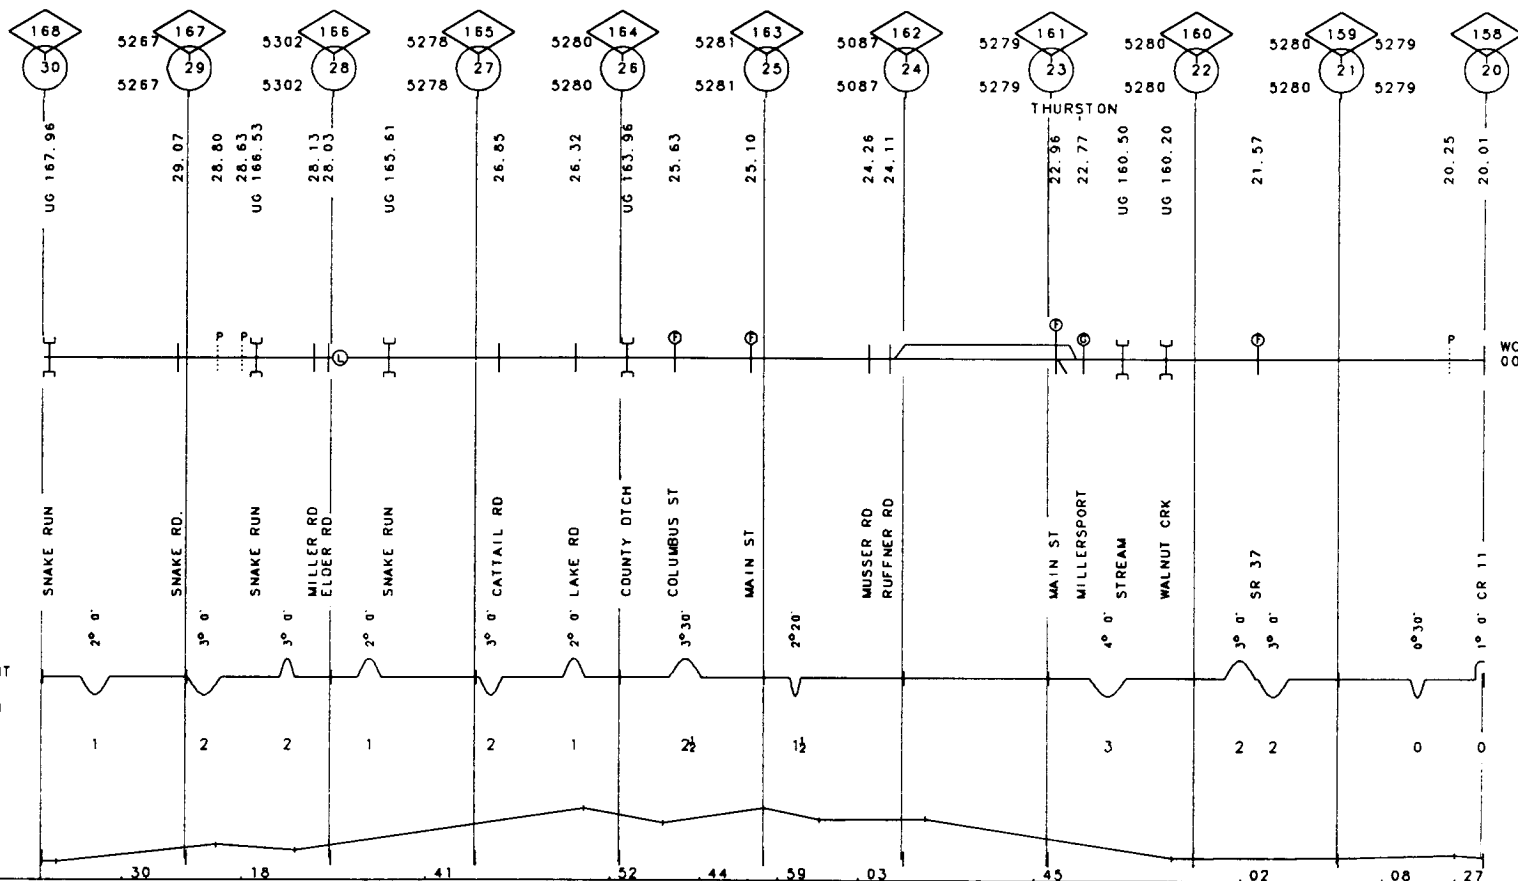 168 167 166 165 164 163 162 161 160 159 158
5267 5302 5278 5280 5281 5087 5279 5280 5280 5279
30 29 28 27 26 25 24 23 22 21 20
5267 5302 5278 5280 5281 5087 5279 5280 5280 5279
THURSTON
UG 167.96
29.07
28.80
28.63
UG 166.53
28.13
28.03
UG 165.61
26.85
26.32
UG 163.96
25.63
25.10
24.26
24.11
22.96
22.77
UG 160.50
UG 160.20
21.57
20.25
20.01
P P L F F F G F P
WC
00
SNAKE RUN
SNAKE RD.
SNAKE RUN
MILLER RD
ELDER RD
SNAKE RUN
CATTAIL RD
LAKE RD
COUNTY DTCH
COLUMBUS ST
MAIN ST
MUSSER RD
RUFFNER RD
MAIN ST
MILLERSPORT
STREAM
WALNUT CRK
SR 37
CR 11
2° 0' 3° 0' 3° 0' 2° 0' 3° 0' 2° 0' 3°30' 2°20' 4° 0' 3° 0' 3° 0' 0°30' 1° 0'
1 2 2 1 2 1 2½ 1½ 3 2 2 0 0
.30 .18 .41 .52 .44 .59 .03 .45 .02 .08 .27